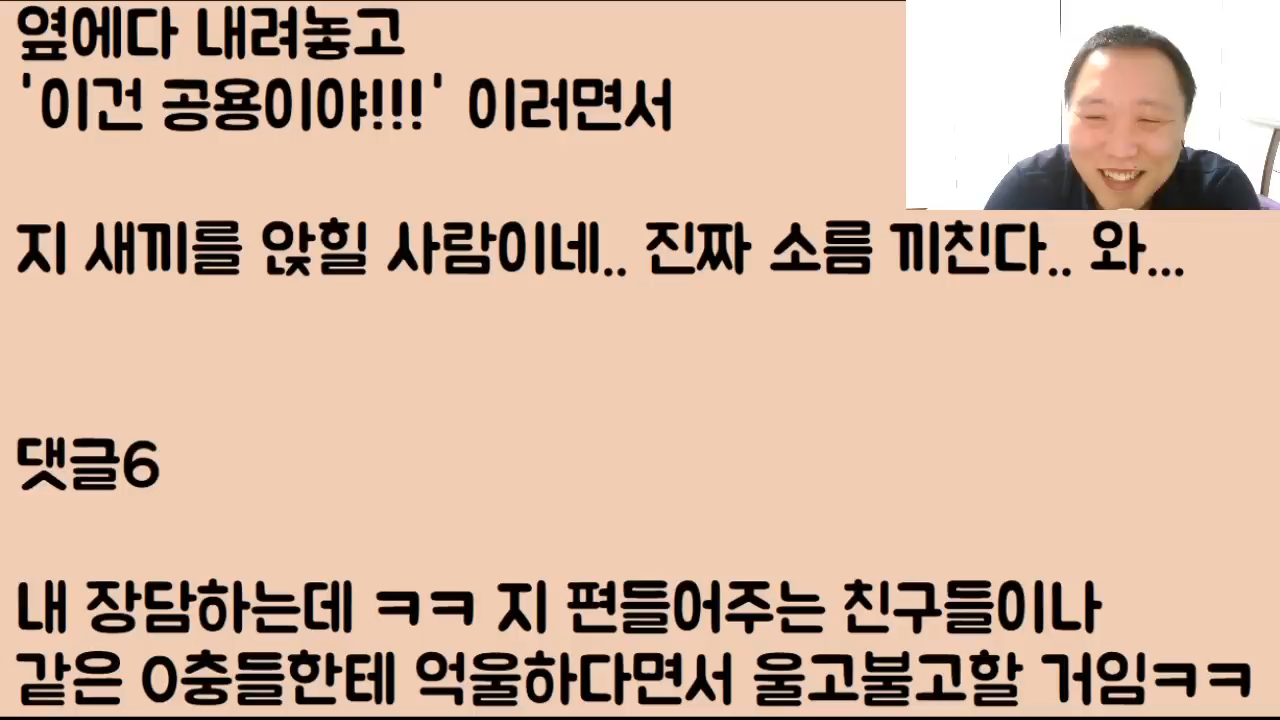 옆에다 내려놓고
'이건 공용이야!!!' 이러면서
지 새끼를 앉힐 사람이네.. 진짜 소름 끼친다.. 와...
댓글6
내 장담하는데 ㅋㅋ 지 편들어주는 친구들이나
같은 0충들한테 억울하다면서 울고불고할 거임ㅋㅋ